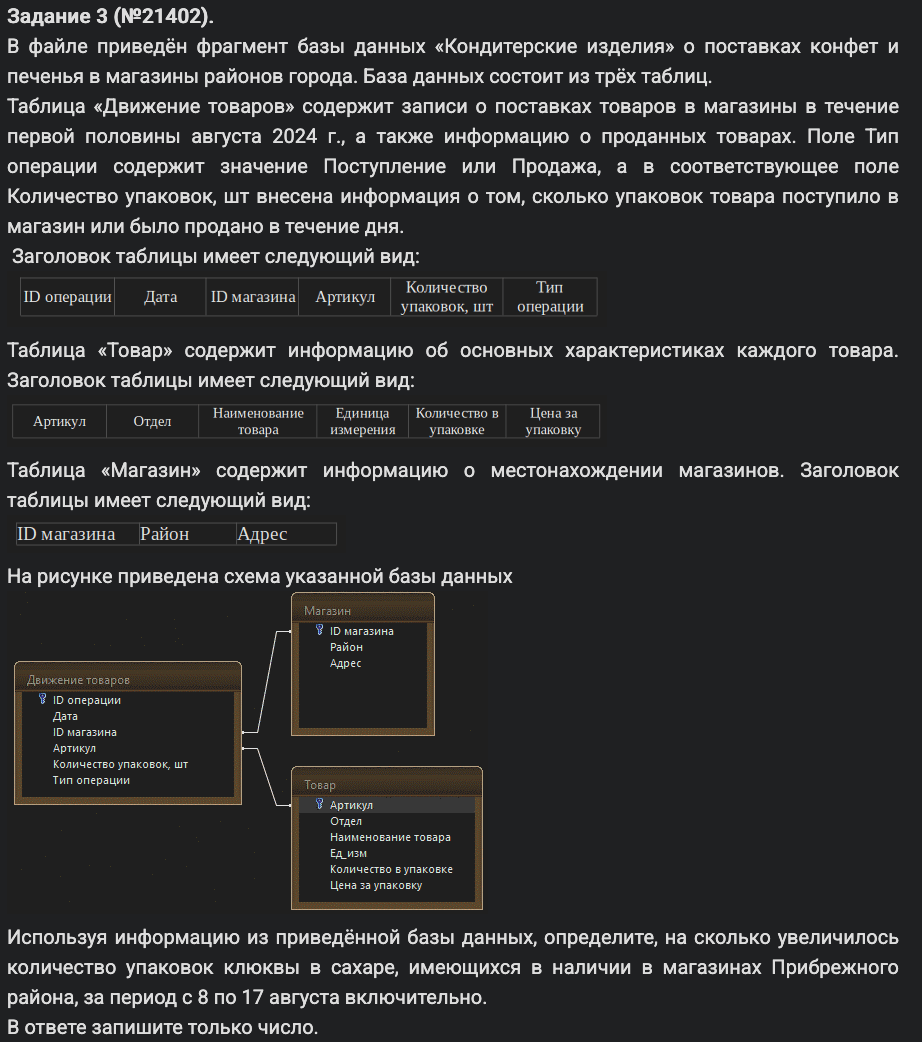 Задание 3 (№21402).
В файле приведён фрагмент базы данных «Кондитерские изделия» о поставках конфет и
печенья в магазины районов города. База данных состоит из трёх таблиц.
Таблица «Движение товаров» содержит записи о поставках товаров в магазины в течение
первой половины августа 2024 г., а также информацию о проданных товарах. Поле Тип
операции содержит значение Поступление или Продажа, а в соответствующее поле
Количество упаковок, шт внесена информация о том, сколько упаковок товара поступило в
магазин или было продано в течение дня.
Заголовок таблицы имеет следующий вид:
ID операции Дата ID магазина Артикул Количество упаковок, шт Тип операции
Таблица «Товар» содержит информацию об основных характеристиках каждого товара.
Заголовок таблицы имеет следующий вид:
Артикул Отдел Наименование товара Единица измерения Количество в упаковке Цена за упаковку
Таблица «Магазин» содержит информацию о местонахождении магазинов. Заголовок
таблицы имеет следующий вид:
ID магазина Район Адрес
На рисунке приведена схема указанной базы данных
Магазин
ID магазина
Район
Адрес
Движение товаров
ID операции
Дата
ID магазина
Артикул
Количество упаковок, шт
Тип операции
Товар
Артикул
Отдел
Наименование товара
Ед_изм
Количество в упаковке
Цена за упаковку
Используя информацию из приведённой базы данных, определите, на сколько увеличилось
количество упаковок клюквы в сахаре, имеющихся в наличии в магазинах Прибрежного
района, за период с 8 по 17 августа включительно.
В ответе запишите только число.